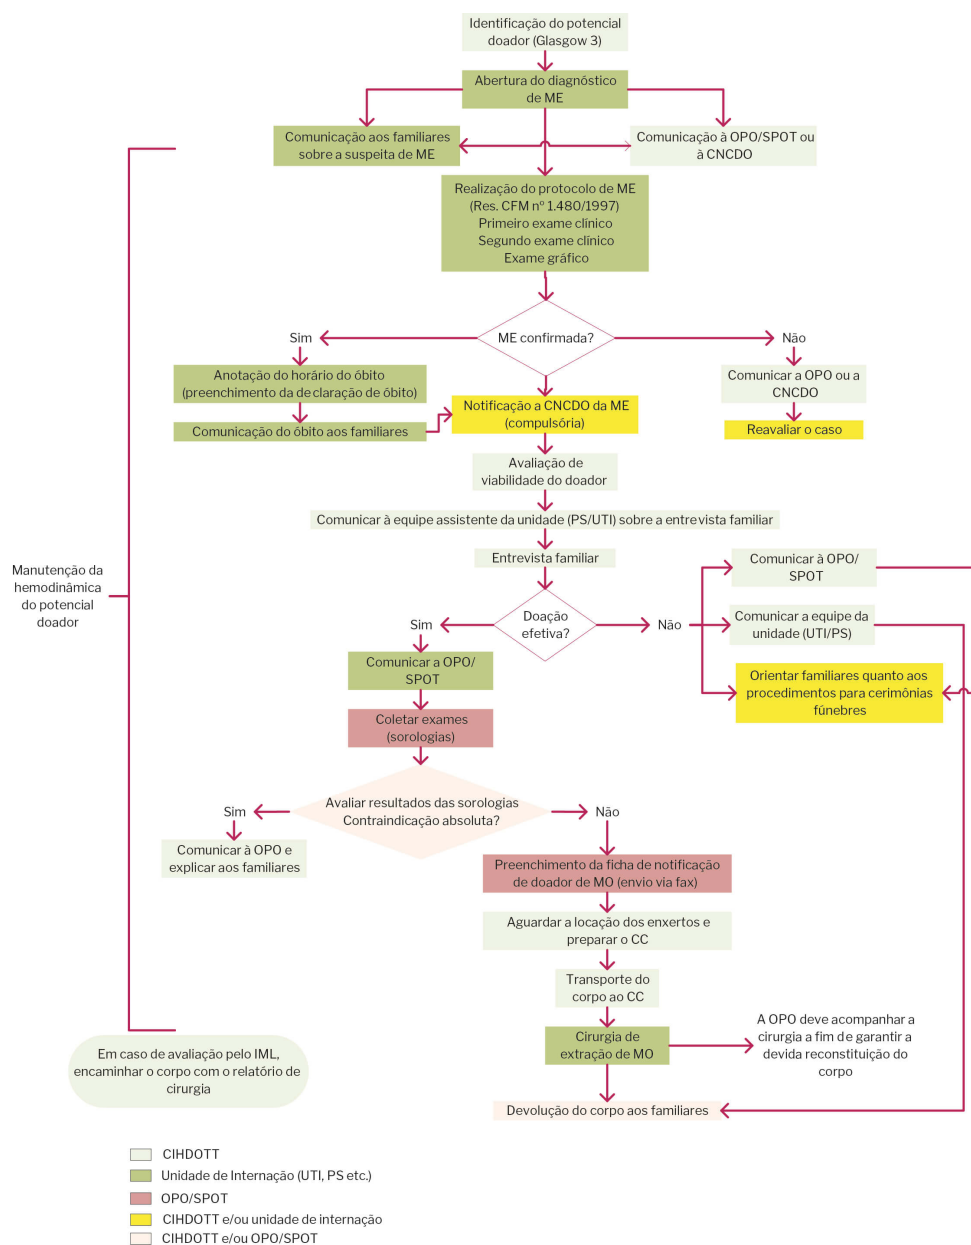 Identificação do potencial
doador (Glasgow 3)
Abertura do diagnóstico
de ME
Comunicação aos familiares
sobre a suspeita de ME
Comunicação à OPO/SPOT ou
à CNCDO
Realização do protocolo de ME
(Res. CFM nº 1.480/1997)
Primeiro exame clínico
Segundo exame clínico
Exame gráfico
ME confirmada?
Sim
Não
Anotação do horário do óbito
(preenchimento da declaração de óbito)
Comunicação do óbito aos familiares
Notificação a CNCDO da ME
(compulsória)
Comunicar a OPO ou a
CNCDO
Reavaliar o caso
Avaliação de
viabilidade do doador
Comunicar à equipe assistente da unidade (PS/UTI) sobre a entrevista familiar
Entrevista familiar
Manutenção da
hemodinâmica
do potencial
doador
Doação
efetiva?
Sim
Não
Comunicar à OPO/
SPOT
Comunicar a equipe da
unidade (UTI/PS)
Orientar familiares quanto aos
procedimentos para cerimônias
fúnebres
Comunicar a OPO/
SPOT
Coletar exames
(sorologias)
Avaliar resultados das sorologias
Contraindicação absoluta?
Sim
Não
Comunicar à OPO e
explicar aos familiares
Preenchimento da ficha de notificação
de doador de MO (envio via fax)
Aguardar a locação dos enxertos e
preparar o CC
Transporte do
corpo ao CC
Cirurgia de
extração de MO
A OPO deve acompanhar a
cirurgia a fim de garantir a
devida reconstituição do
corpo
Em caso de avaliação pelo IML,
encaminhar o corpo com o relatório de
cirurgia
Devolução do corpo aos familiares
CIHDOTT
Unidade de Internação (UTI, PS etc.)
OPO/SPOT
CIHDOTT e/ou unidade de internação
CIHDOTT e/ou OPO/SPOT